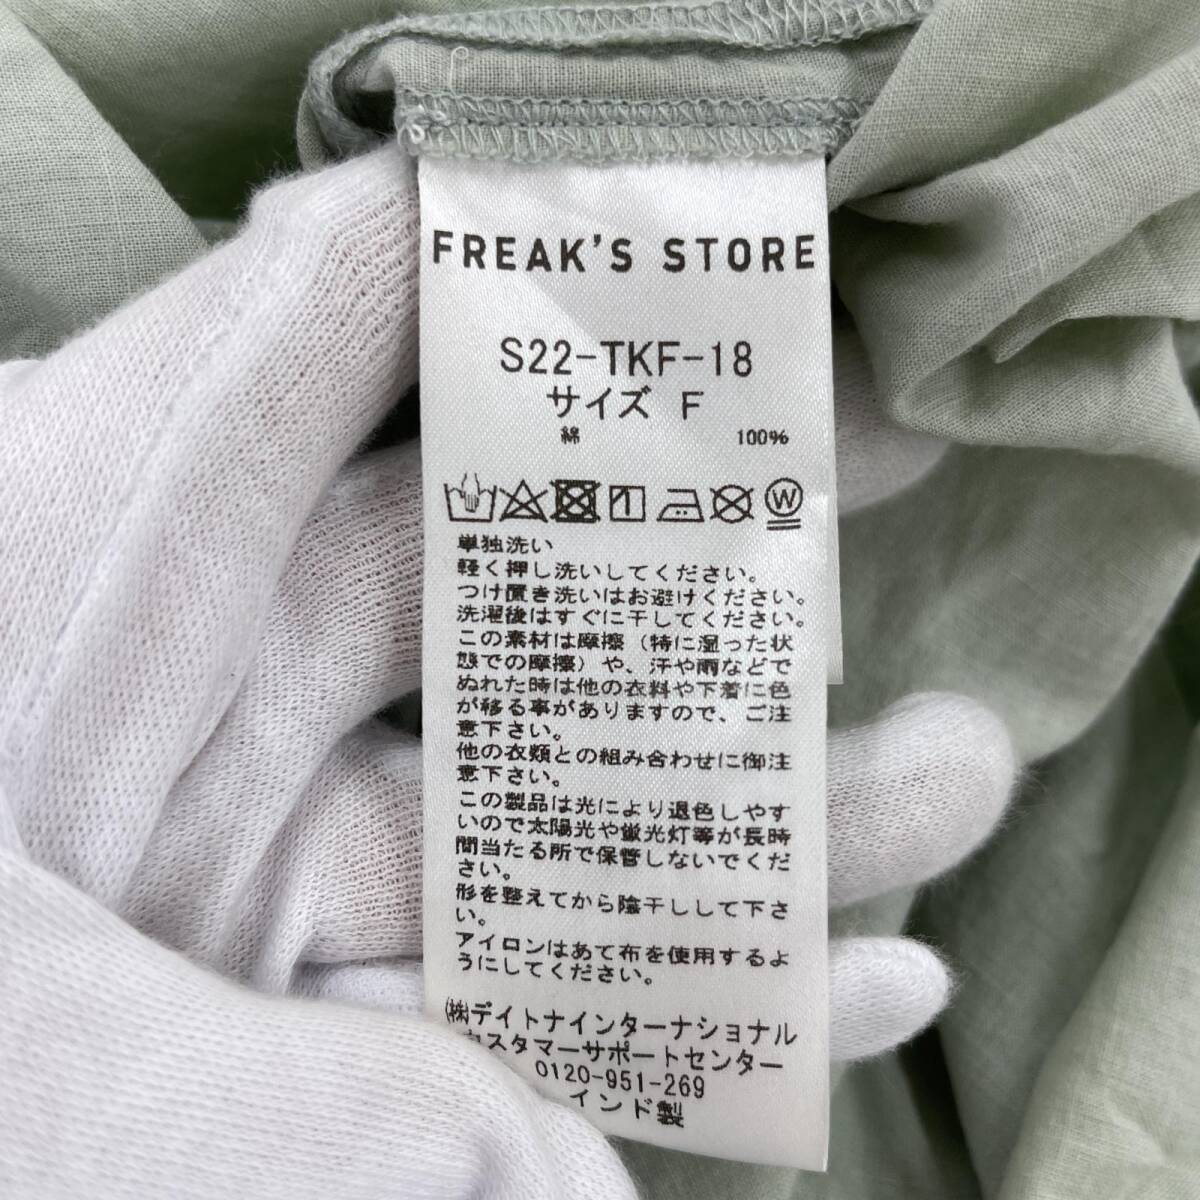 FREAK'S STORE
S22-TKF-18
サイズ F
綿 100%
W
単独洗い
軽く押し洗いしてください。
つけ置き洗いはお避けください。
洗濯後はすぐに干してください。
この素材は摩擦（特に湿った状
態での摩擦）や、汗や雨などで
ぬれた時は他の衣料や下着に色
が移る事がありますので、ご注
意下さい。
他の衣類との組み合わせに御注
意下さい。
この製品は光により退色しやす
いので太陽光や蛍光灯等が長時
間当たる所で保管しないでくだ
さい。
形を整えてから陰干しして下さ
い。
アイロンはあて布を使用するよ
うにしてください。
㈱デイトナインターナショナル
カスタマーサポートセンター
0120-951-269
インド製